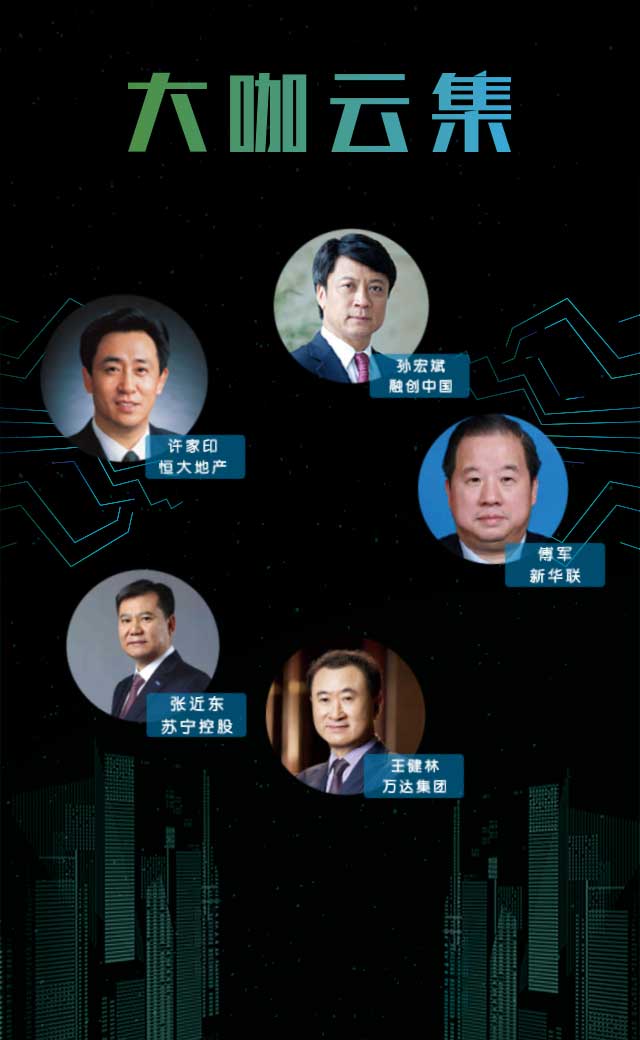 大咖云集
孙宏斌
融创中国
许家印
恒大地产
傅军
新华联
张近东
苏宁控股
王健林
万达集团